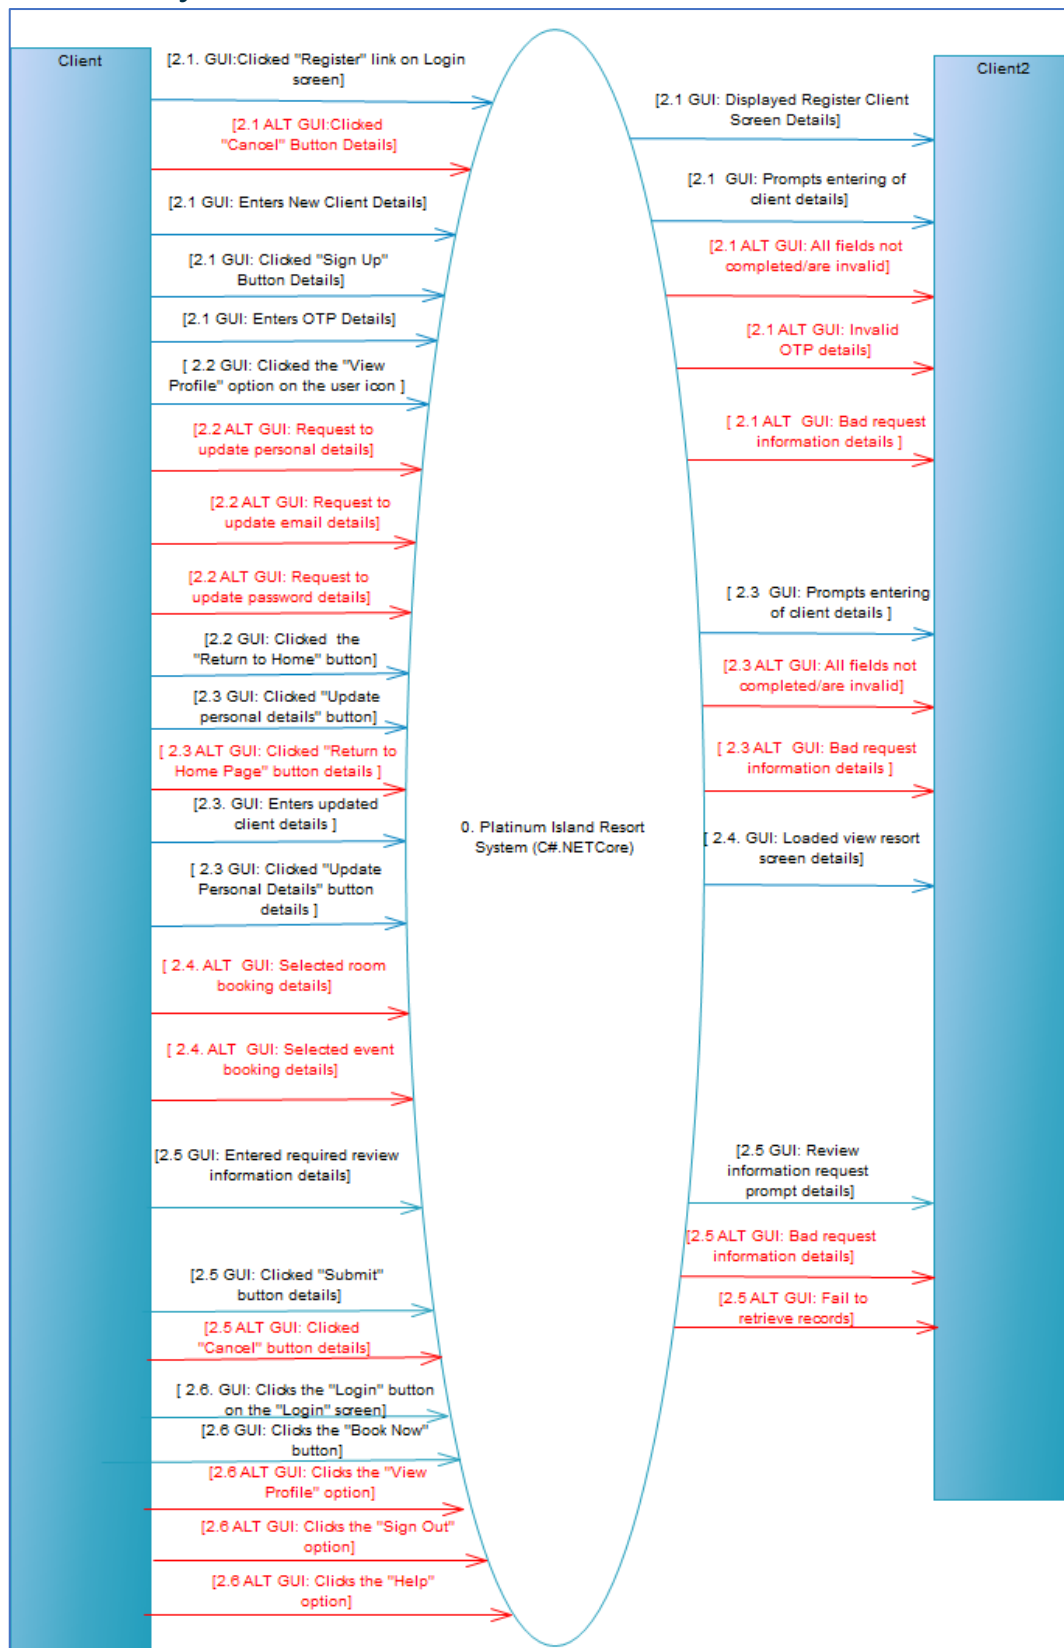 Client
[2.1. GUI:Clicked "Register" link on Login
screen]
[2.1 ALT GUI:Clicked
"Cancel" Button Details]
[2.1 GUI: Enters New Client Details]
[2.1 GUI: Clicked "Sign Up"
Button Details]
[2.1 GUI: Enters OTP Details]
[ 2.2 GUI: Clicked the "View
Profile" option on the user icon ]
[2.2 ALT GUI: Request to
update personal details]
[2.2 ALT GUI: Request to
update email details]
[2.2 ALT GUI: Request to
update password details]
[2.2 GUI: Clicked  the
"Return to Home" button]
[2.3 GUI: Clicked "Update
personal details" button]
[ 2.3 ALT GUI: Clicked "Return to
Home Page" button details ]
[2.3. GUI: Enters updated
client details ]
[ 2.3 GUI: Clicked "Update
Personal Details" button
details ]
[ 2.4. ALT  GUI: Selected room
booking details]
[ 2.4. ALT  GUI: Selected event
booking details]
[2.5 GUI: Entered required review
information details]
[2.5 GUI: Clicked "Submit"
button details]
[2.5 ALT GUI: Clicked
"Cancel" button details]
[ 2.6. GUI: Clicks the "Login" button
on the "Login" screen]
[2.6 GUI: Clicks the "Book Now"
button]
[2.6 ALT GUI: Clicks the "View
Profile" option]
[2.6 ALT GUI: Clicks the "Sign Out"
option]
[2.6 ALT GUI: Clicks the "Help"
option]
0. Platinum Island Resort
System (C#.NETCore)
Client2
[2.1 GUI: Displayed Register Client
Screen Details]
[2.1  GUI: Prompts entering of
client details]
[2.1 ALT GUI: All fields not
completed/are invalid]
[2.1 ALT GUI: Invalid
OTP details]
[ 2.1 ALT  GUI: Bad request
information details ]
[ 2.3  GUI: Prompts entering
of client details ]
[2.3 ALT GUI: All fields not
completed/are invalid]
[ 2.3 ALT  GUI: Bad request
information details ]
[ 2.4. GUI: Loaded view resort
screen details]
[2.5 GUI: Review
information request
prompt details]
[2.5 ALT GUI: Bad request
information details]
[2.5 ALT GUI: Fail to
retrieve records]